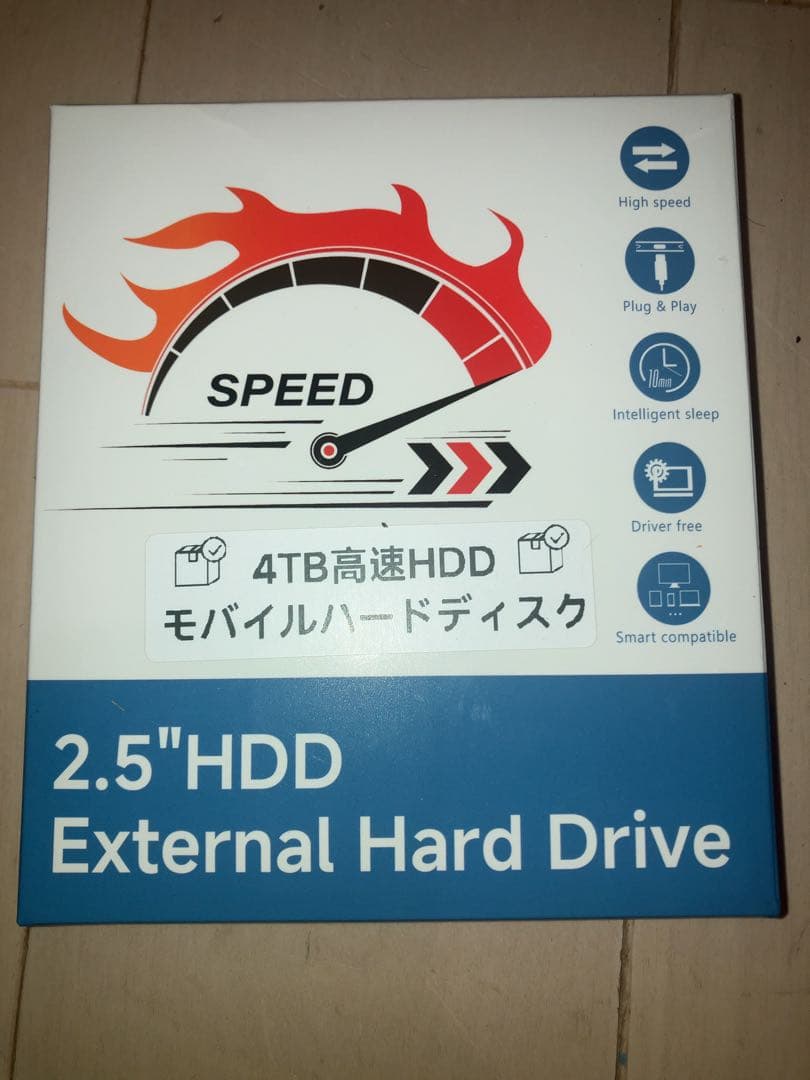 High speed
Plug & Play
10min
Intelligent sleep
Driver free
Smart compatible
SPEED
4TB高速HDD
モバイルハードディスク
2.5"HDD
External Hard Drive